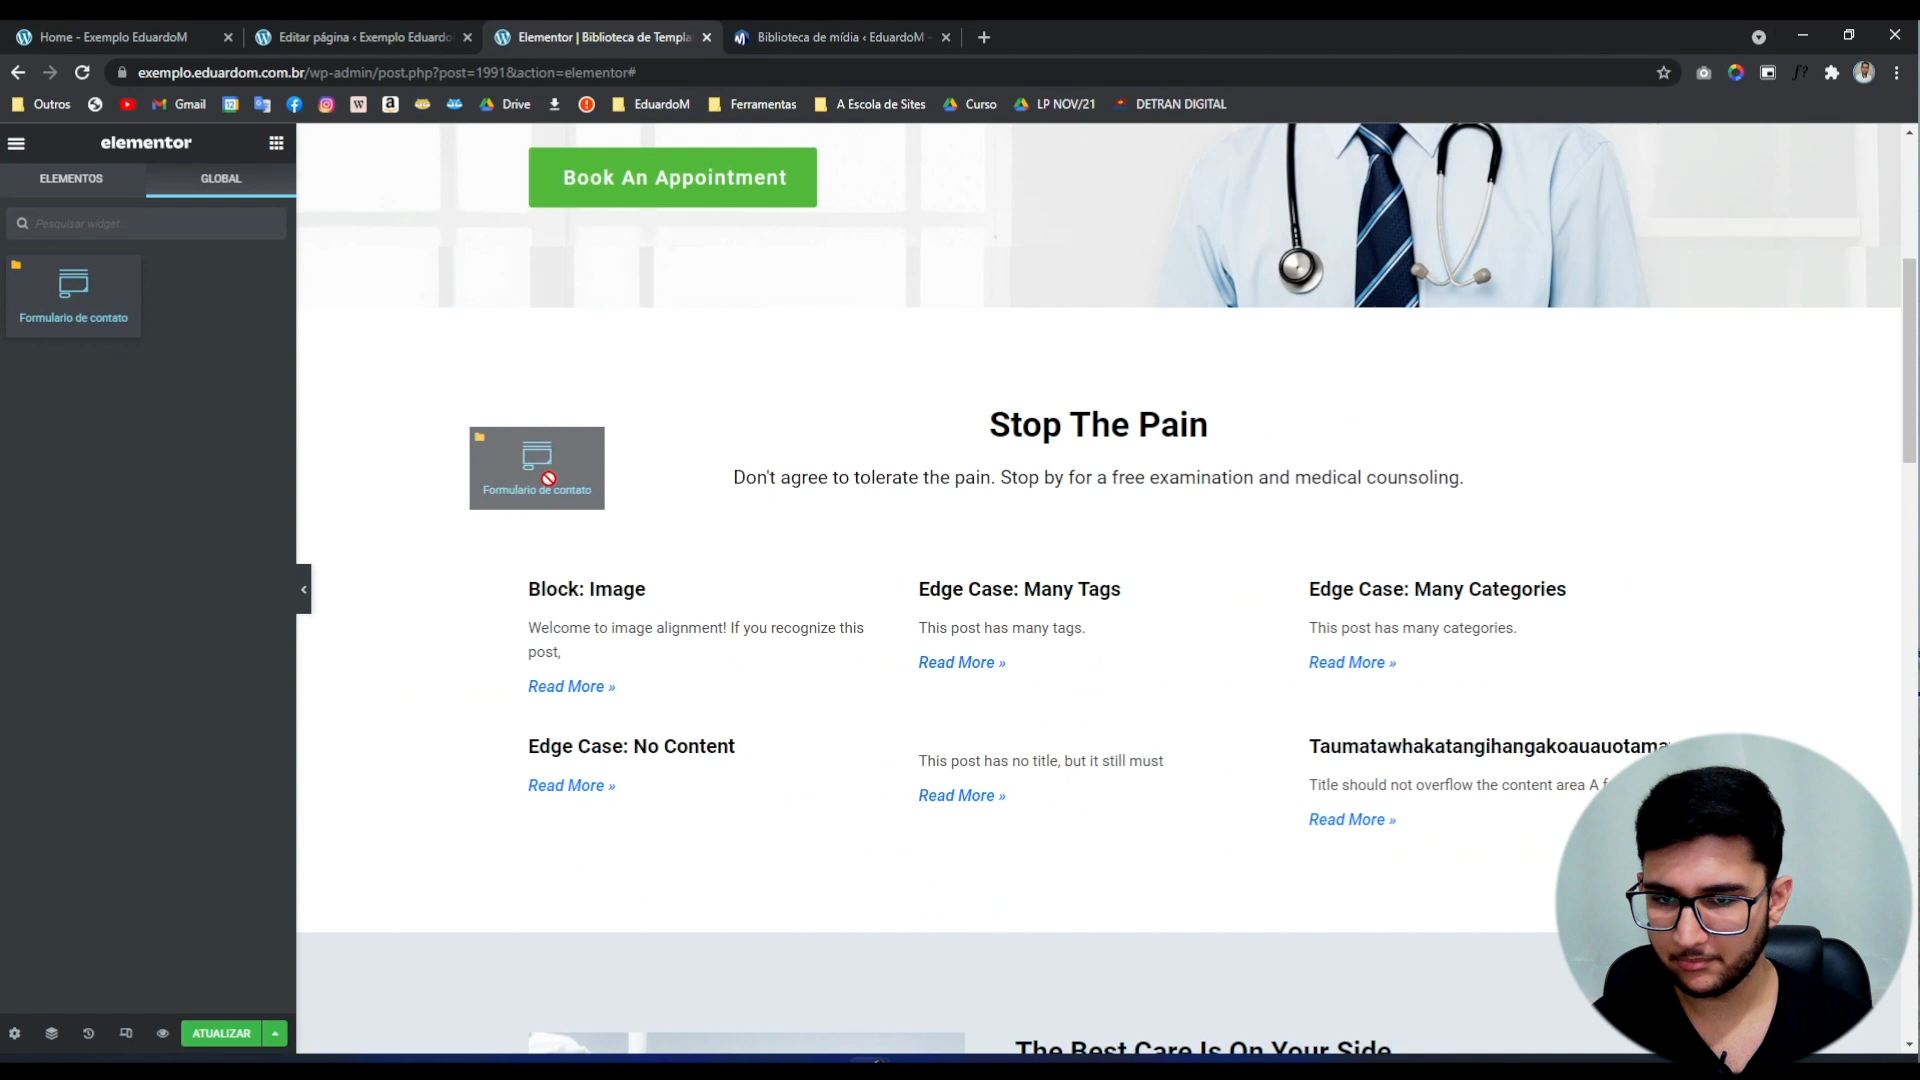 Home - Exemplo EduardoM
Editar página ‹ Exemplo Eduardo
Elementor | Biblioteca de Templa
Biblioteca de mídia ‹ EduardoM -
exemplo.eduardom.com.br/wp-admin/post.php?post=1991&action=elementor#
Outros
Gmail
Drive
EduardoM
Ferramentas
A Escola de Sites
Curso
LP NOV/21
DETRAN DIGITAL
elementor
ELEMENTOS
GLOBAL
Pesquisar widget...
Formulario de contato
ATUALIZAR
Book An Appointment
Stop The Pain
Don't agree to tolerate the pain. Stop by for a free examination and medical counsoling.
Formulario de contato
Block: Image
Welcome to image alignment! If you recognize this
post,
Read More »
Edge Case: Many Tags
This post has many tags.
Read More »
Edge Case: Many Categories
This post has many categories.
Read More »
Edge Case: No Content
Read More »
This post has no title, but it still must
Read More »
Taumatawhakatangihangakoauauotama
Title should not overflow the content area A f
Read More »
The Best Care Is On Your Side